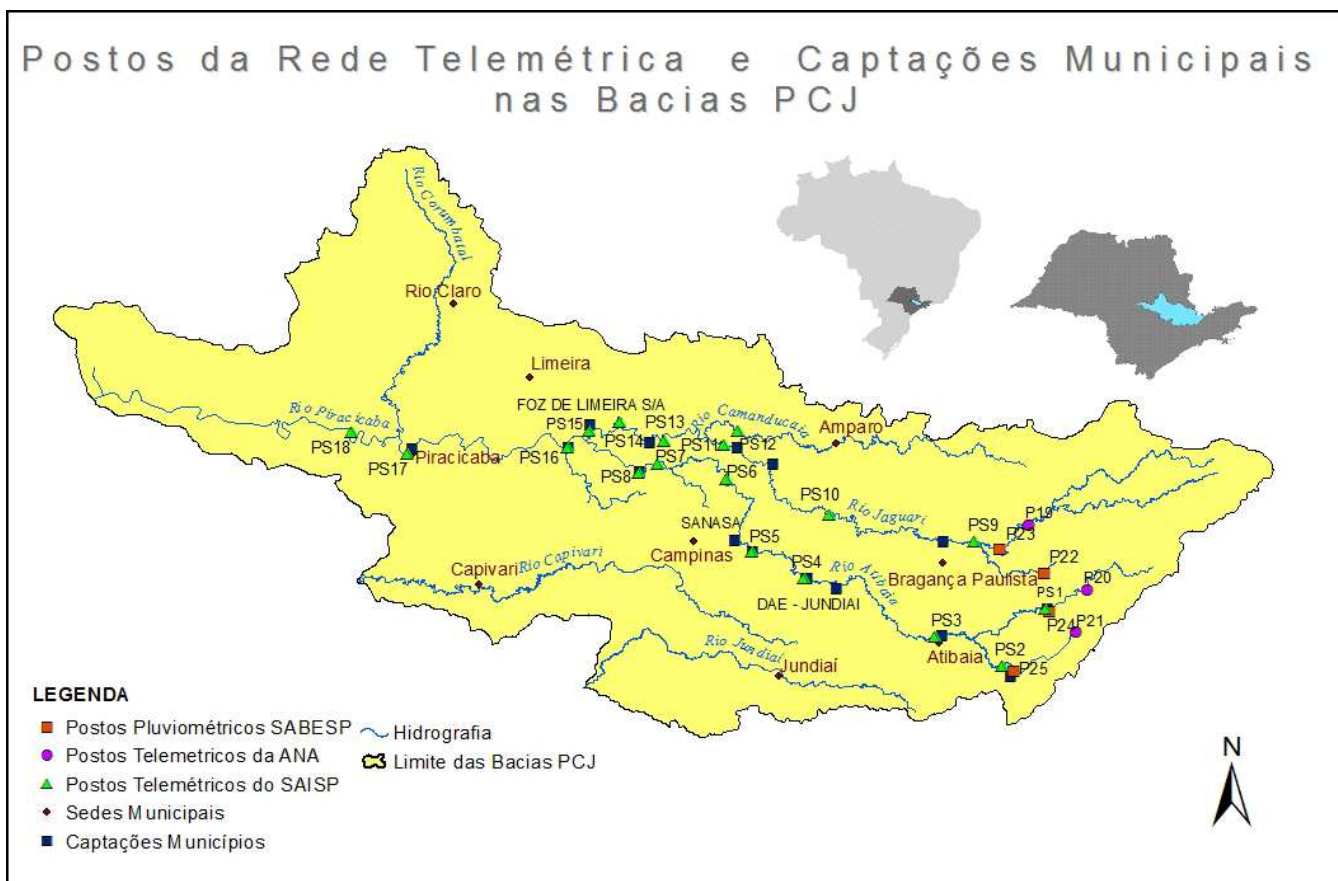 Postos da Rede Telemétrica e Captações Municipais
nas Bacias PCJ
Rio Corumbataí
Rio Claro
Limeira
FOZ DE LIMEIRA S/A
Rio Piracicaba
PS18
PS17
Piracicaba
PS15
PS16
PS14
PS13
Rio Camanducaia
PS11
PS12
Amparo
PS7
PS8
PS6
PS10
Rio Jaguari
PS9
P19
P23
SANASA
Campinas
PS5
PS4
DAE - JUNDIAI
Rio Atibaia
Bragança Paulista
P22
P20
PS1
P24
P21
Capivari
Rio Capivari
PS3
Atibaia
PS2
P25
Rio Jundiaí
Jundiaí
LEGENDA
Postos Pluviométricos SABESP
Postos Telemetricos da ANA
Postos Telemétricos do SAISP
Sedes Municipais
Captações Municípios
Hidrografia
Limite das Bacias PCJ
N